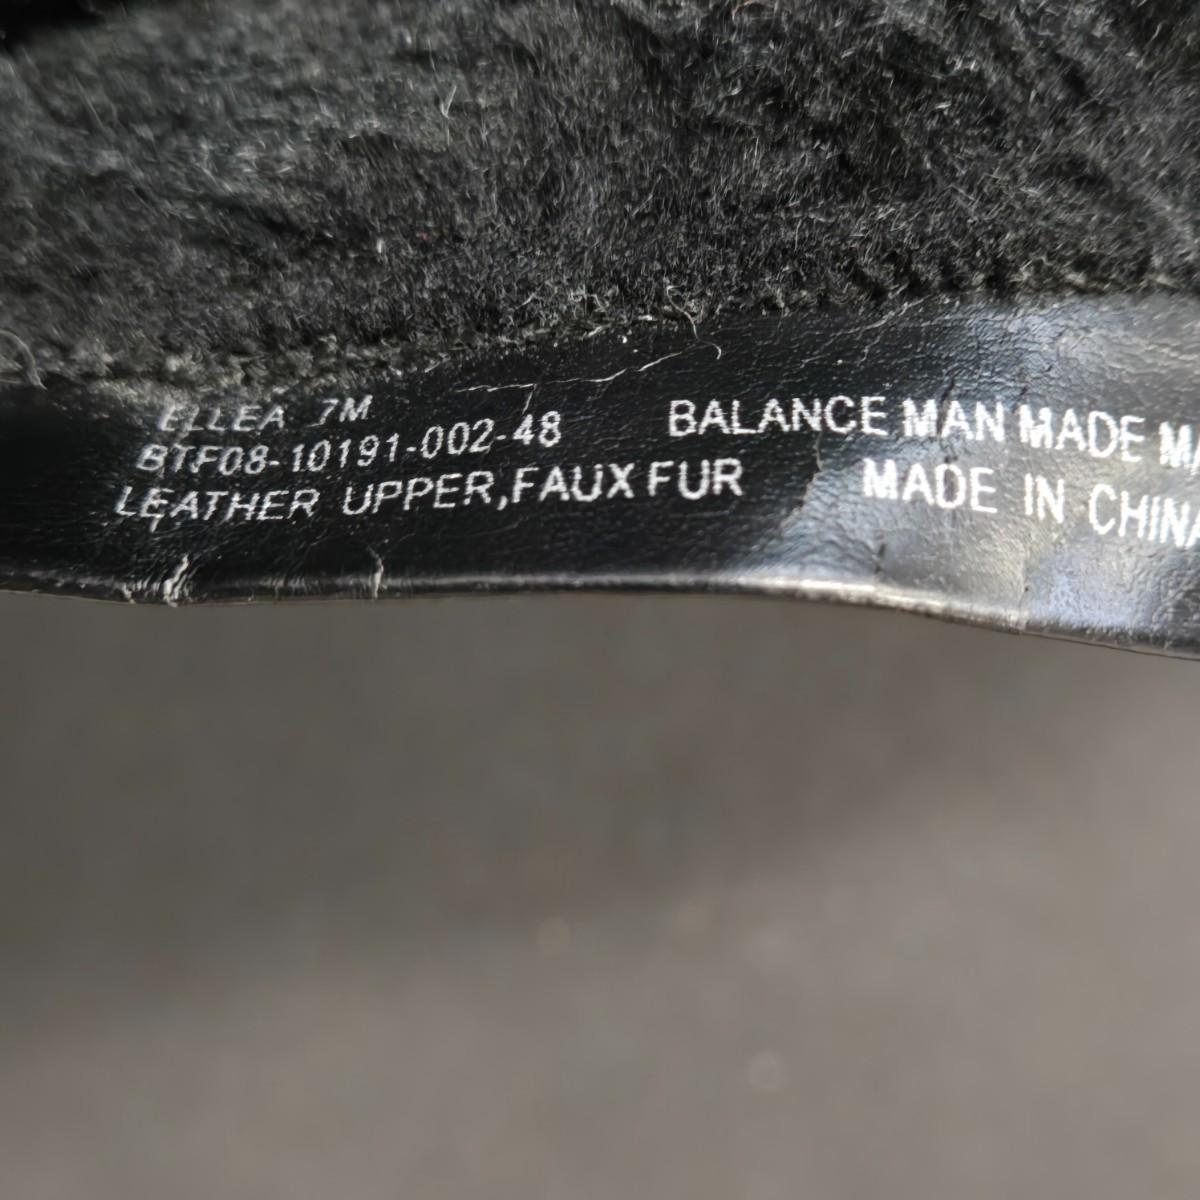 ELLEA 7M
BTF08-10191-002-48
LEATHER UPPER,FAUX FUR
BALANCE MAN MADE
MADE IN CHINA